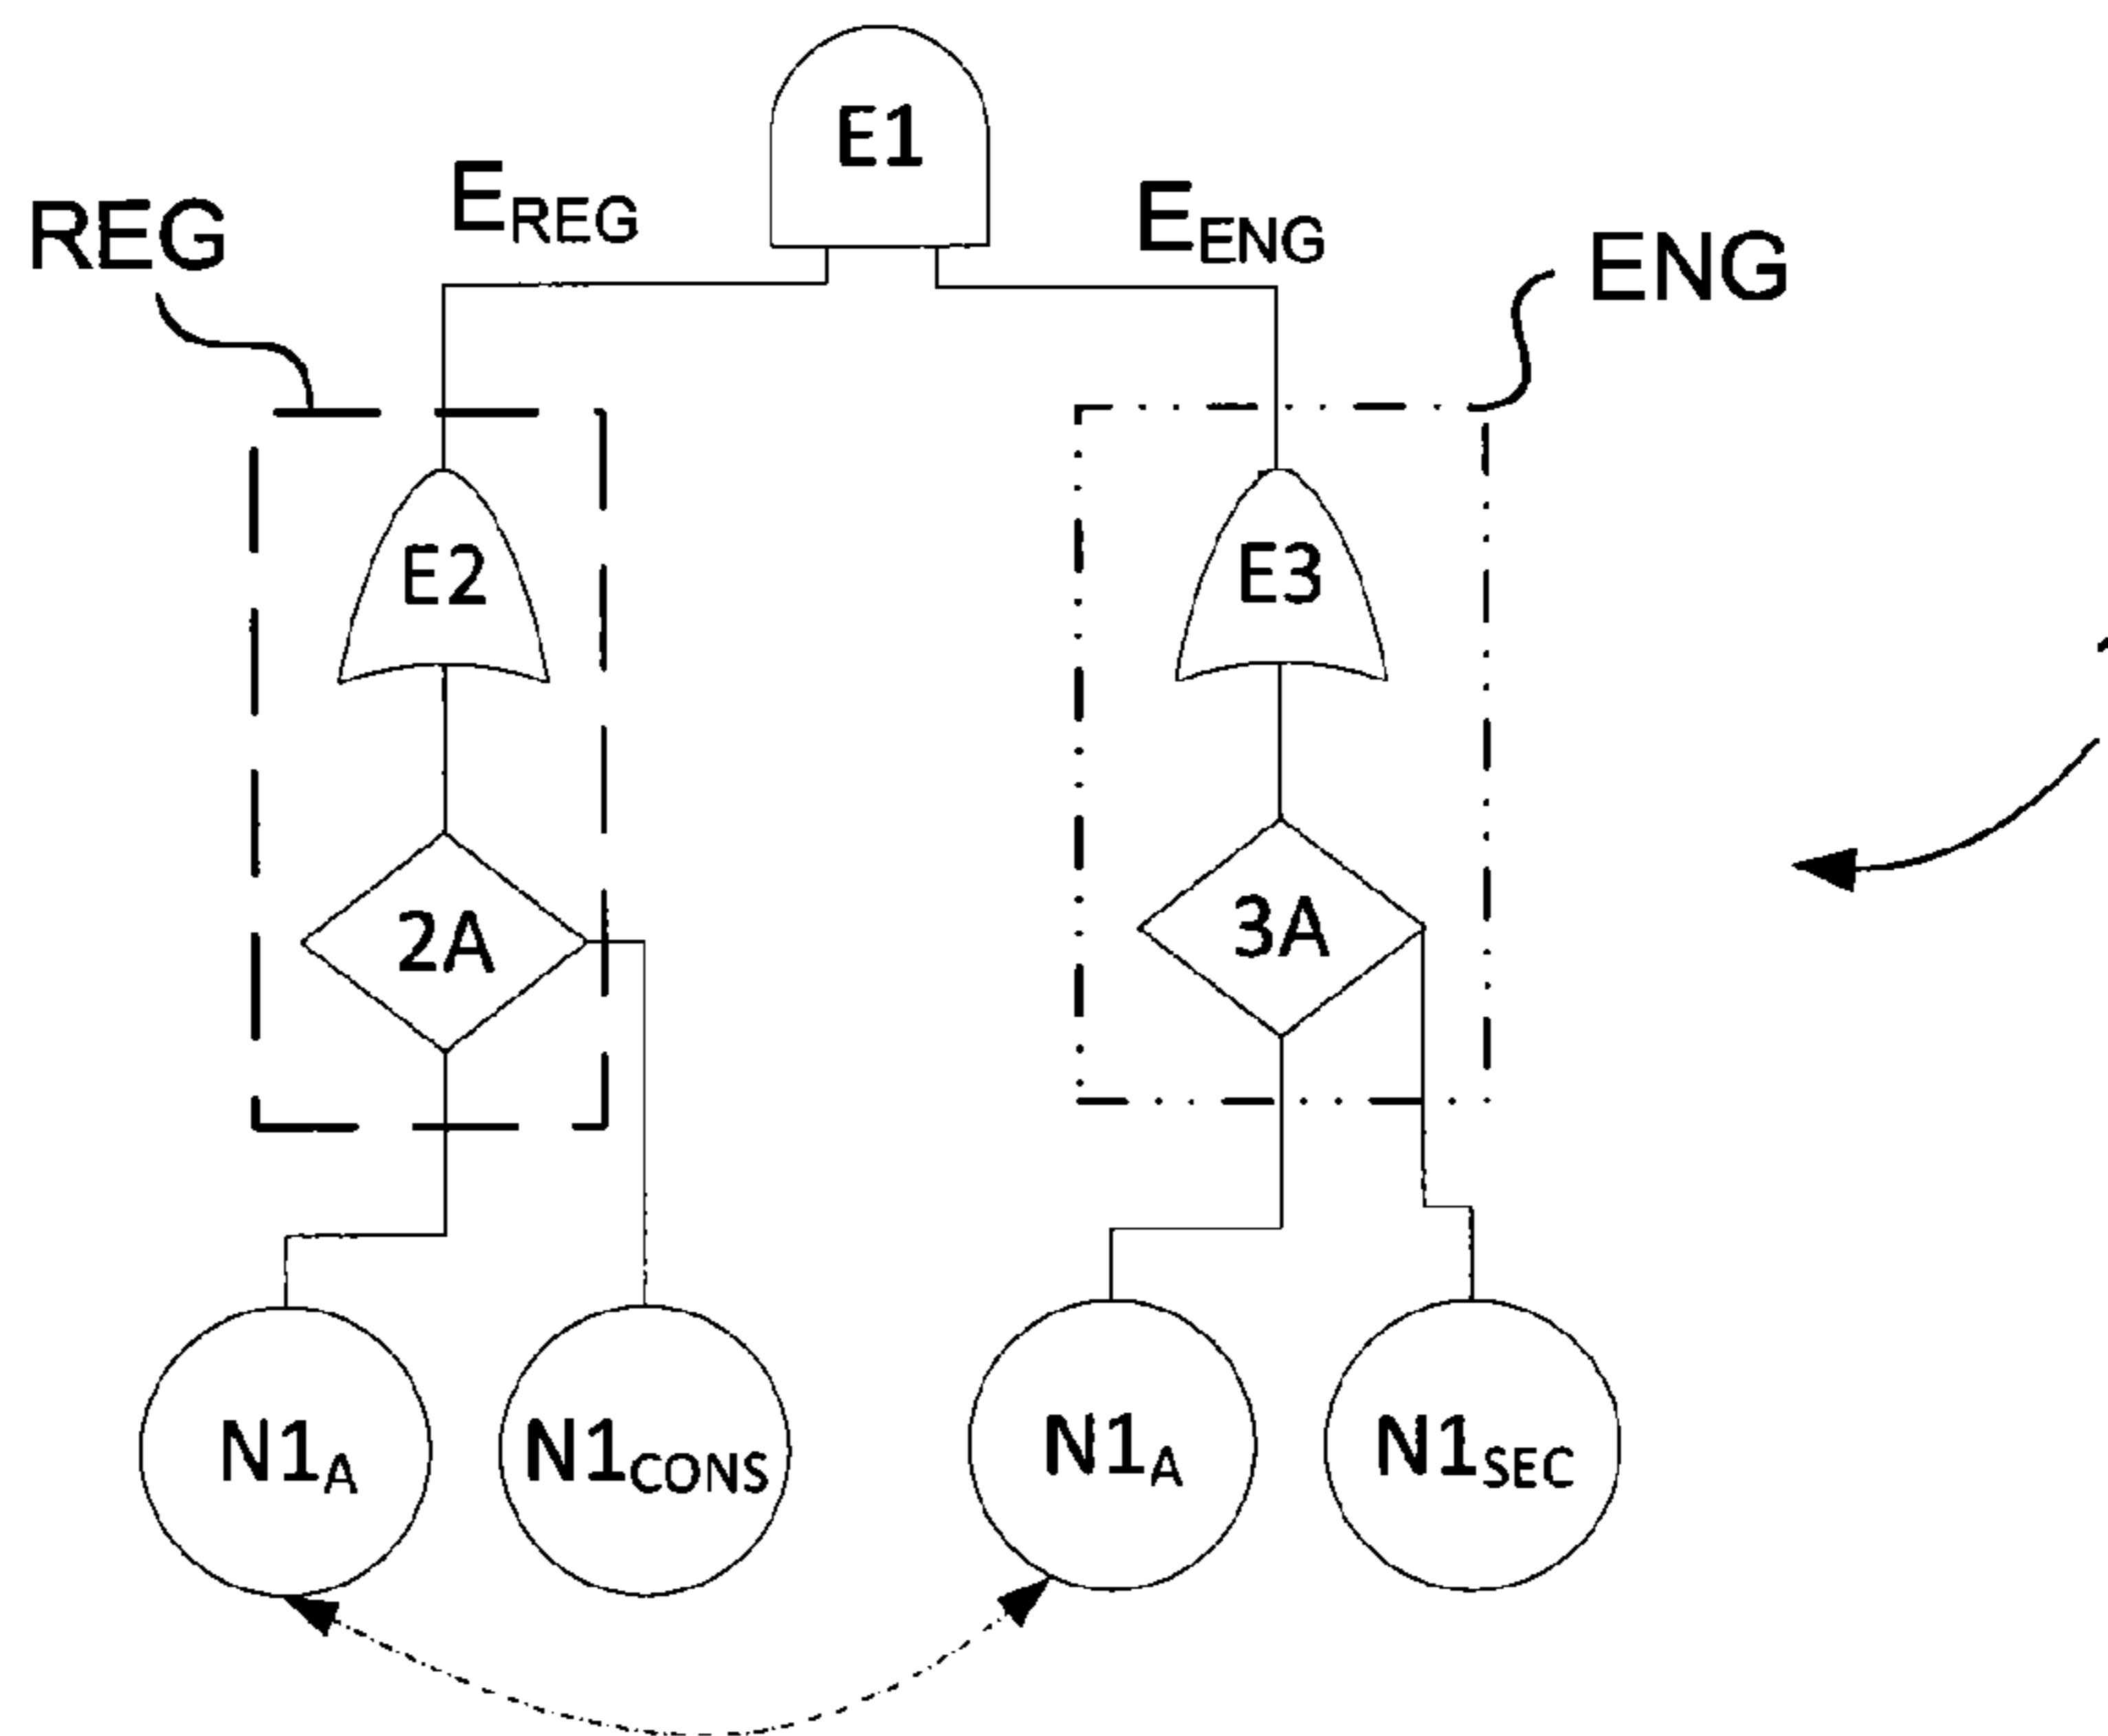 E1
REG
EREG
EENG
ENG
E2
E3
2A
3A
N1A
N1CONS
N1A
N1SEC